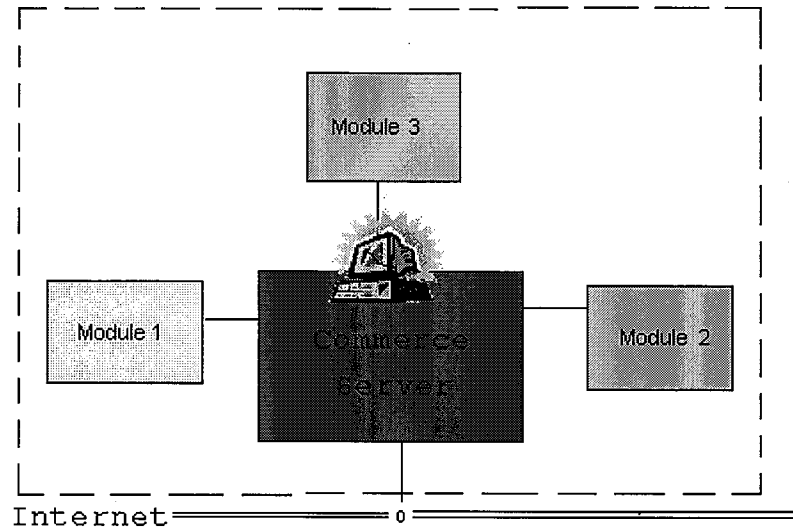 Module 3
Module 1
Commerce
Server
Module 2
Internet
0